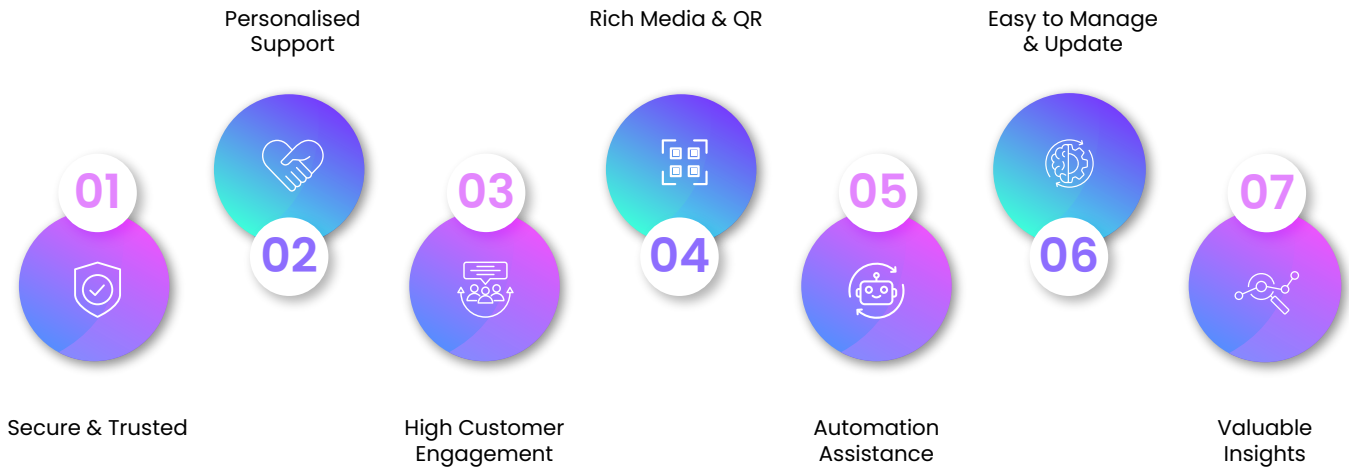 01
Secure & Trusted
Personalised
Support
02
03
High Customer
Engagement
Rich Media & QR
04
05
Automation
Assistance
Easy to Manage
& Update
06
07
Valuable
Insights